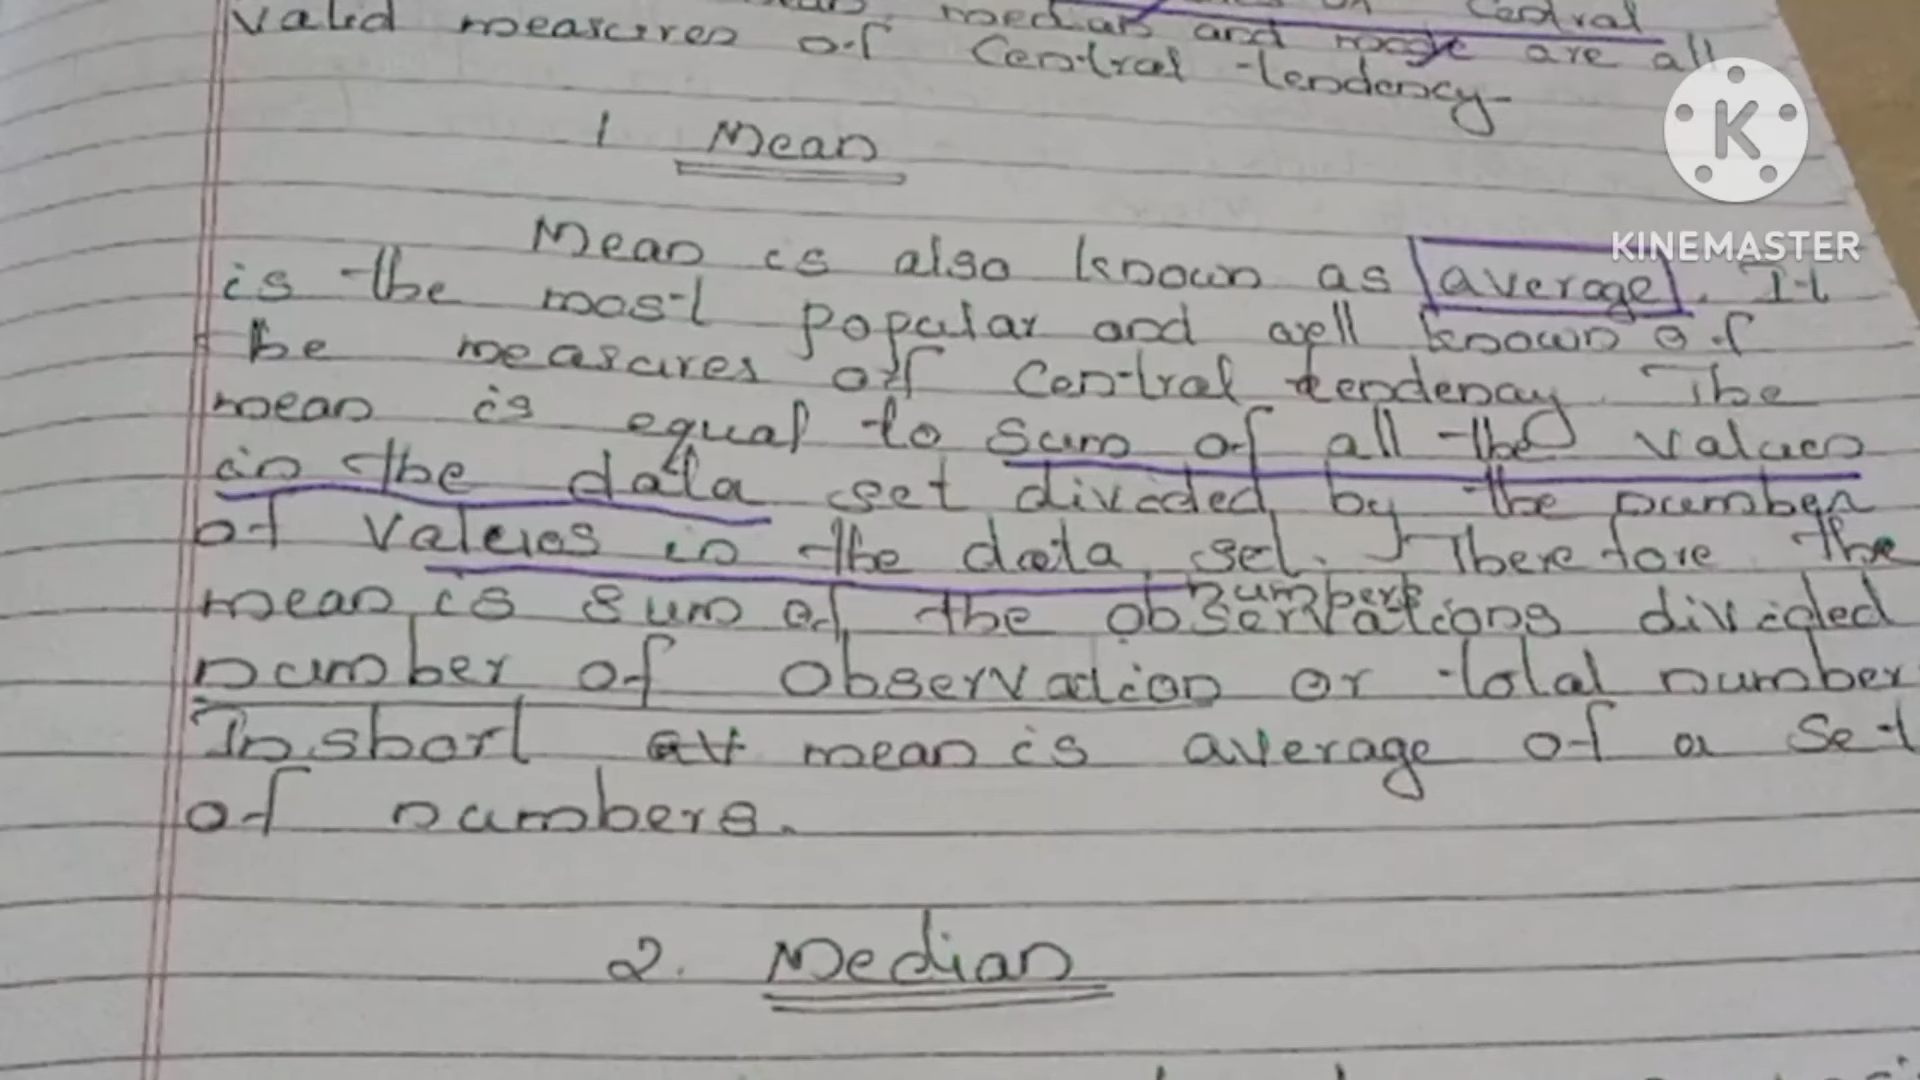 median and mode are all
Central
valid measures of Central tendency
1 Mean
Mean is also known as average. It
is the most popular and well known of
the measures of Central tendency. The
mean is equal to sum of all the values
in the data set divided by the number
of values in the data set. Therefore the
numbers
mean is sum of the observations divided
number of observation or total number
In short mean is average of a set
of numbers.
2. Median
K
KINEMASTER